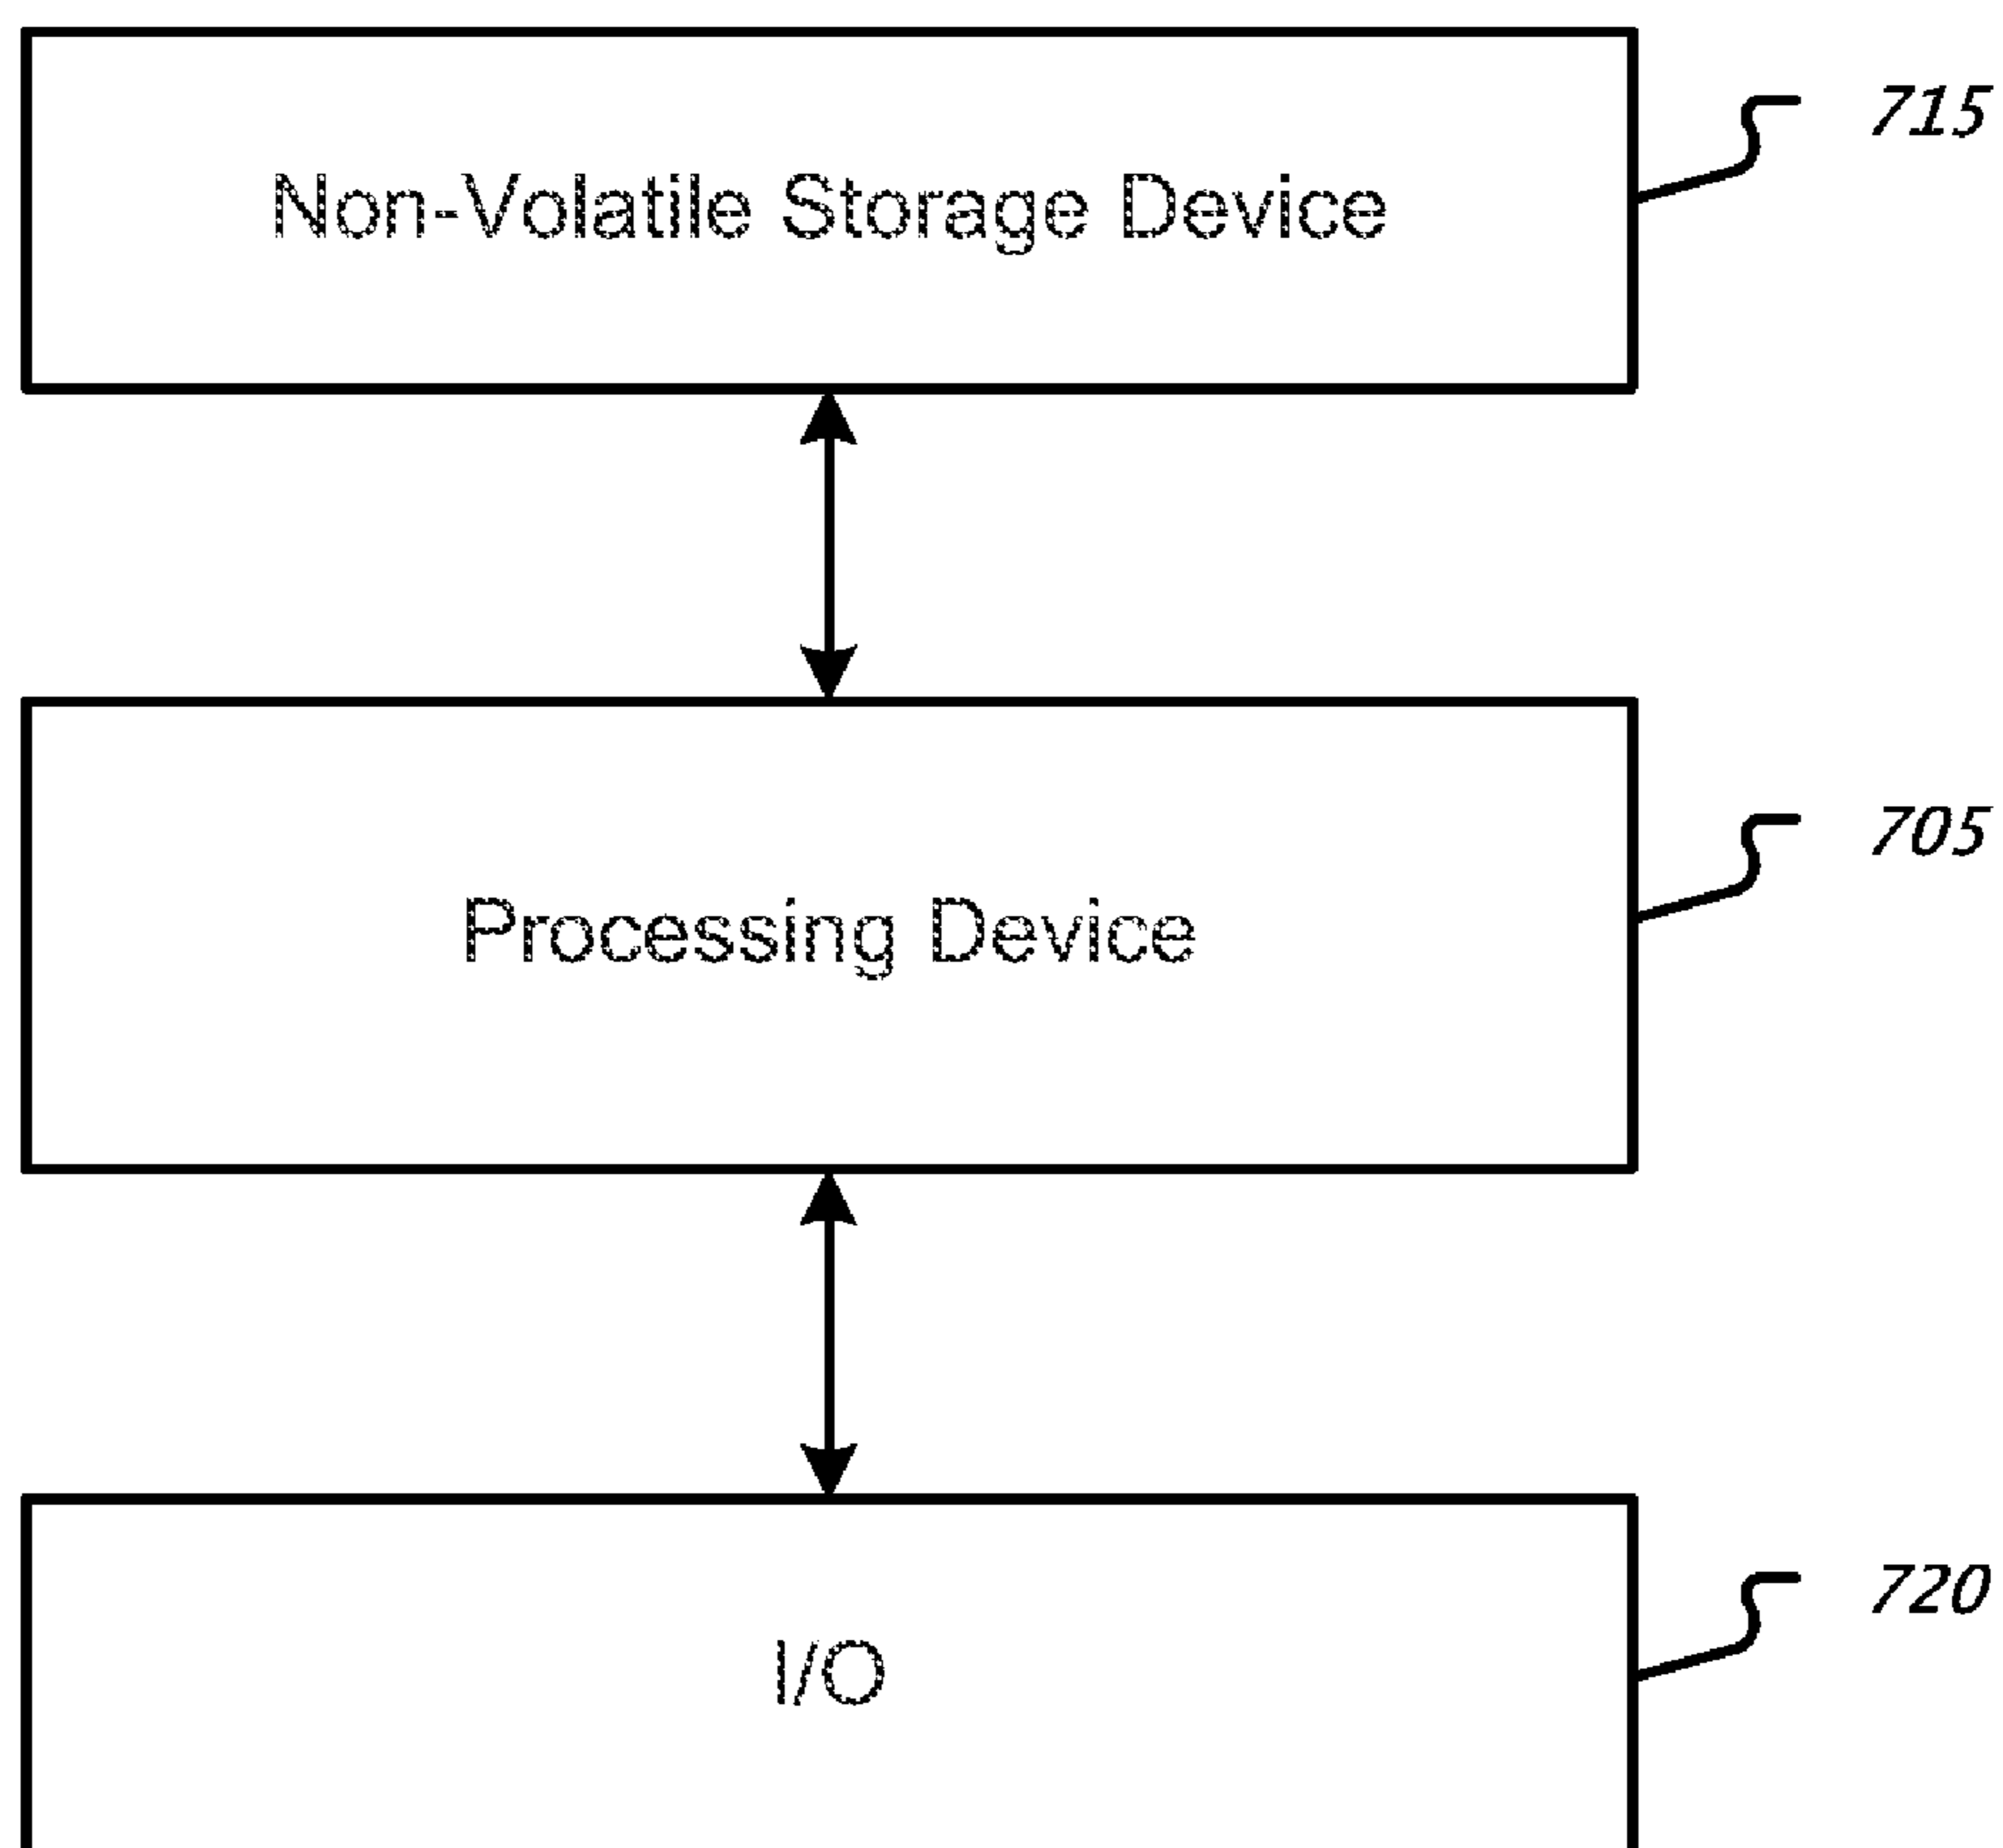 Non-Volatile Storage Device
715
Processing Device
705
I/O
720